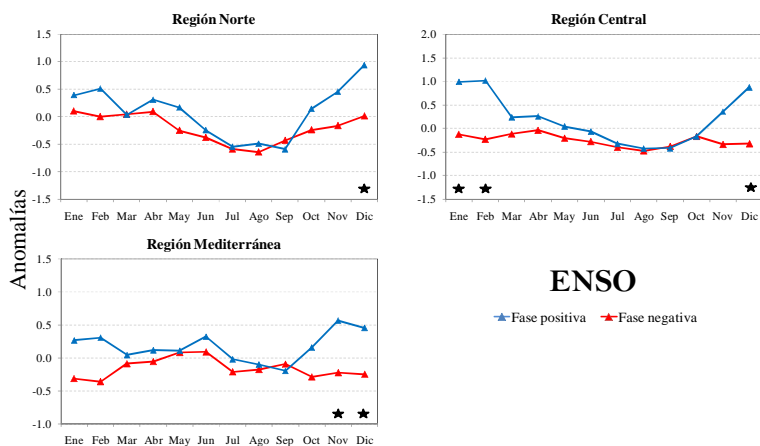 Región Norte
1.5
1.0
0.5
0.0
-0.5
-1.0
-1.5
Ene Feb Mar Abr May Jun Jul Ago Sep Oct Nov Dic
Región Central
2.0
1.5
1.0
0.5
0.0
-0.5
-1.0
-1.5
Ene Feb Mar Abr May Jun Jul Ago Sep Oct Nov Dic
Anomalías
Región Mediterránea
1.5
1.0
0.5
0.0
-0.5
-1.0
Ene Feb Mar Abr May Jun Jul Ago Sep Oct Nov Dic
ENSO
Fase positiva Fase negativa